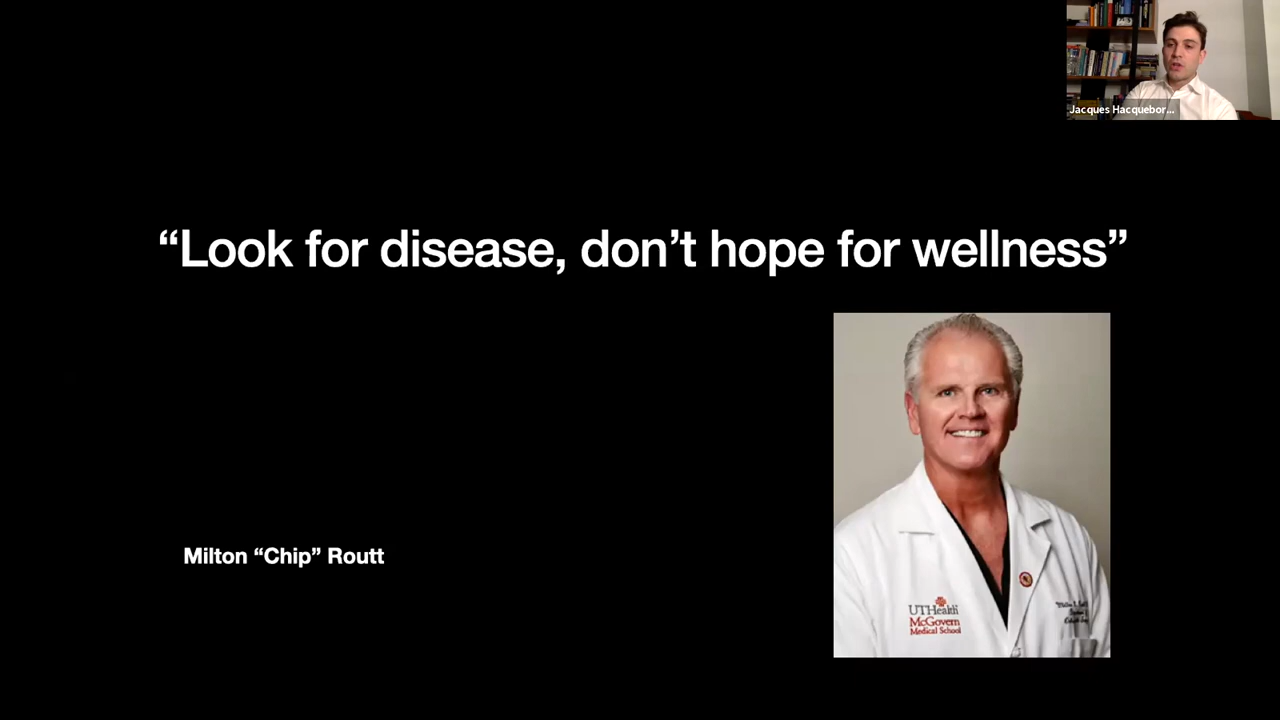 Jacques Hacquebor...
“Look for disease, don’t hope for wellness”
Milton “Chip” Routt
UTHealth
McGovern
Medical School